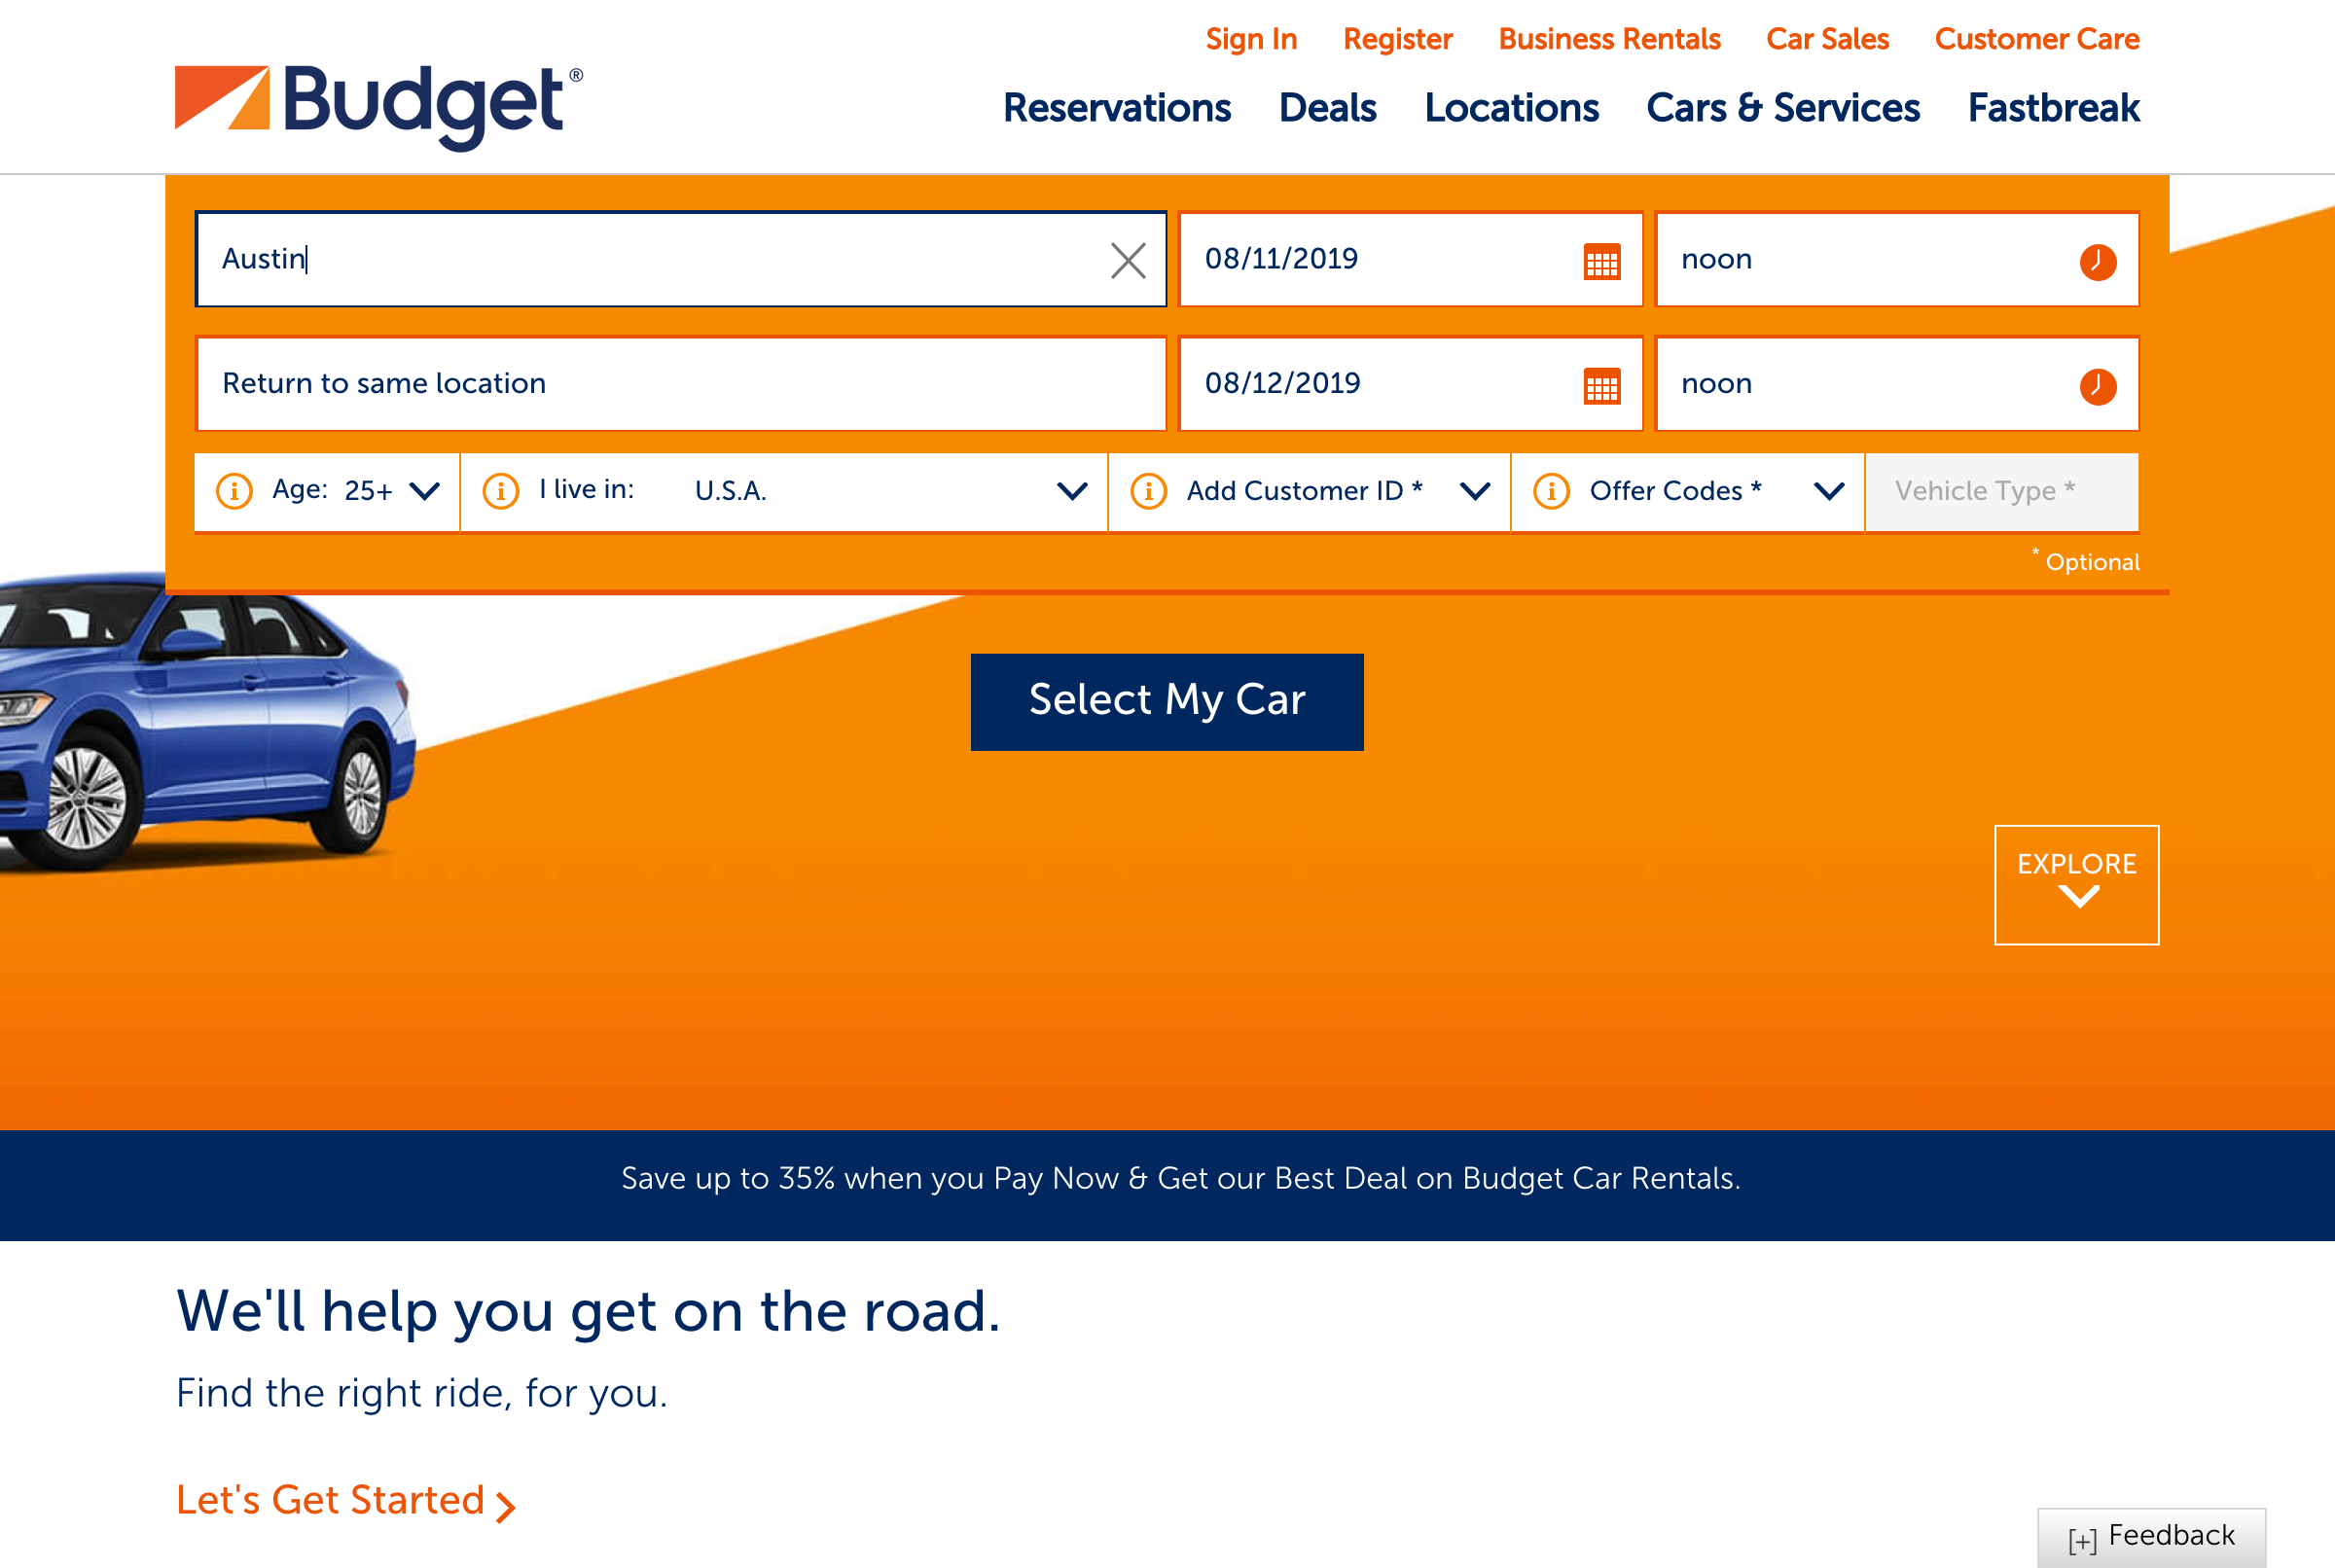 Sign In Register Business Rentals Car Sales Customer Care
Budget®
Reservations Deals Locations Cars & Services Fastbreak
Austin 08/11/2019 noon
Return to same location 08/12/2019 noon
Age: 25+ I live in: U.S.A. Add Customer ID * Offer Codes * Vehicle Type *
* Optional
Select My Car
EXPLORE
Save up to 35% when you Pay Now & Get our Best Deal on Budget Car Rentals.
We'll help you get on the road.
Find the right ride, for you.
Let's Get Started
[+] Feedback